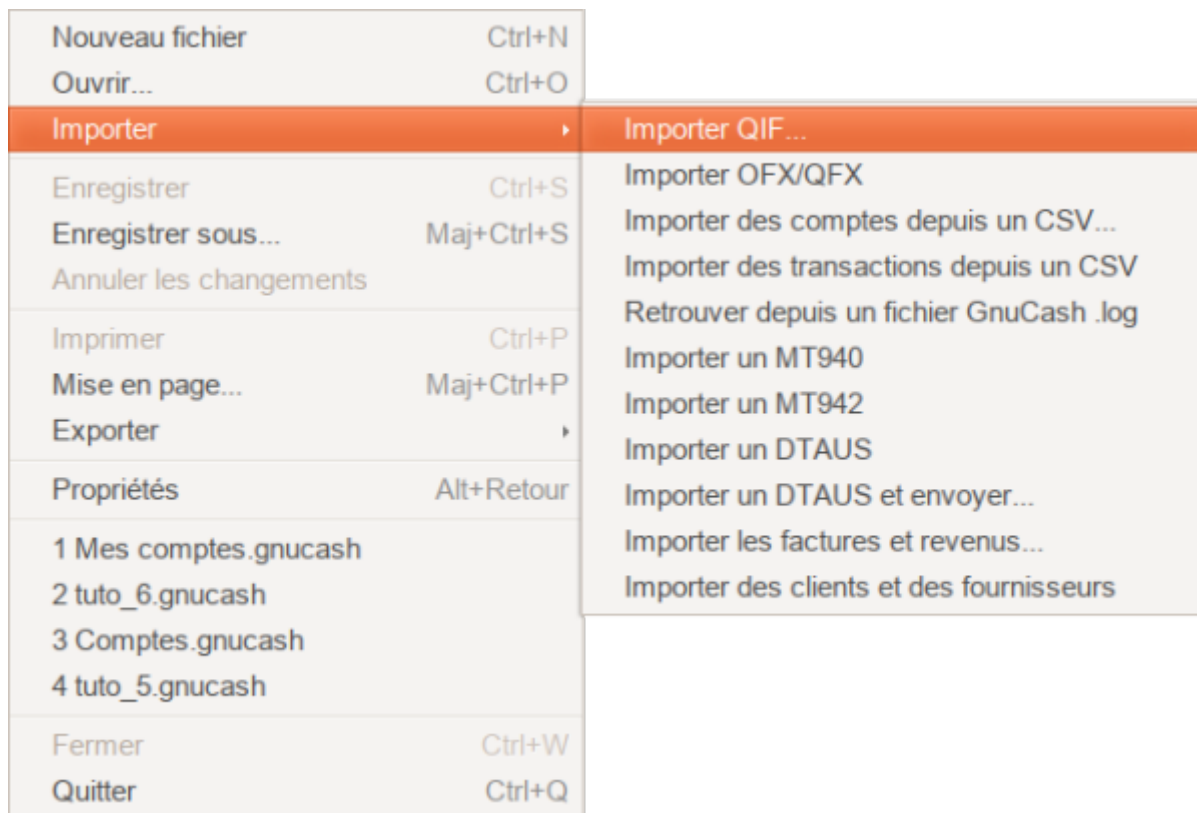 Nouveau fichier Ctrl+N
Ouvrir... Ctrl+O
Importer
Enregistrer Ctrl+S
Enregistrer sous... Maj+Ctrl+S
Annuler les changements
Imprimer Ctrl+P
Mise en page... Maj+Ctrl+P
Exporter
Propriétés Alt+Retour
1 Mes comptes.gnucash
2 tuto_6.gnucash
3 Comptes.gnucash
4 tuto_5.gnucash
Fermer Ctrl+W
Quitter Ctrl+Q
Importer QIF...
Importer OFX/QFX
Importer des comptes depuis un CSV...
Importer des transactions depuis un CSV
Retrouver depuis un fichier GnuCash .log
Importer un MT940
Importer un MT942
Importer un DTAUS
Importer un DTAUS et envoyer...
Importer les factures et revenus...
Importer des clients et des fournisseurs